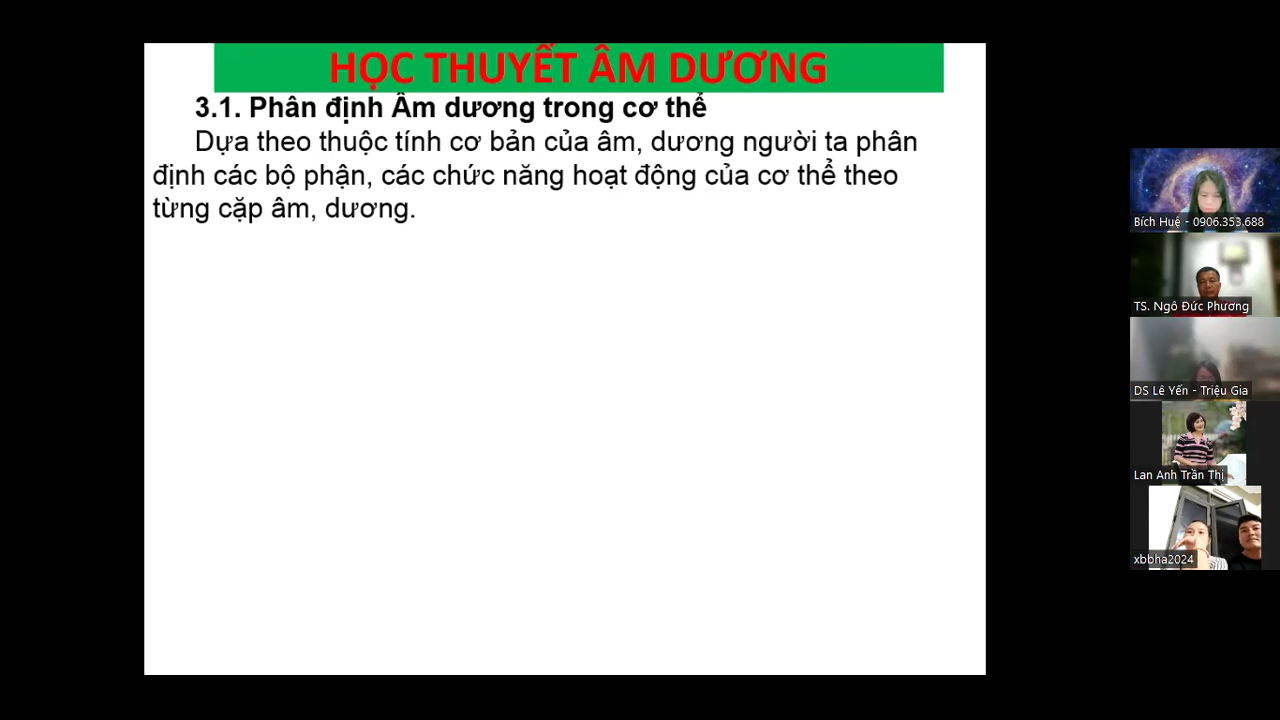 HỌC THUYẾT ÂM DƯƠNG
3.1. Phân định Âm dương trong cơ thể
Dựa theo thuộc tính cơ bản của âm, dương người ta phân
định các bộ phận, các chức năng hoạt động của cơ thể theo
từng cặp âm, dương.
Bích Huệ - 0906.353.688
TS. Ngô Đức Phương
DS Lê Yến - Triệu Gia
Lan Anh Trần Thị
xbbha2024